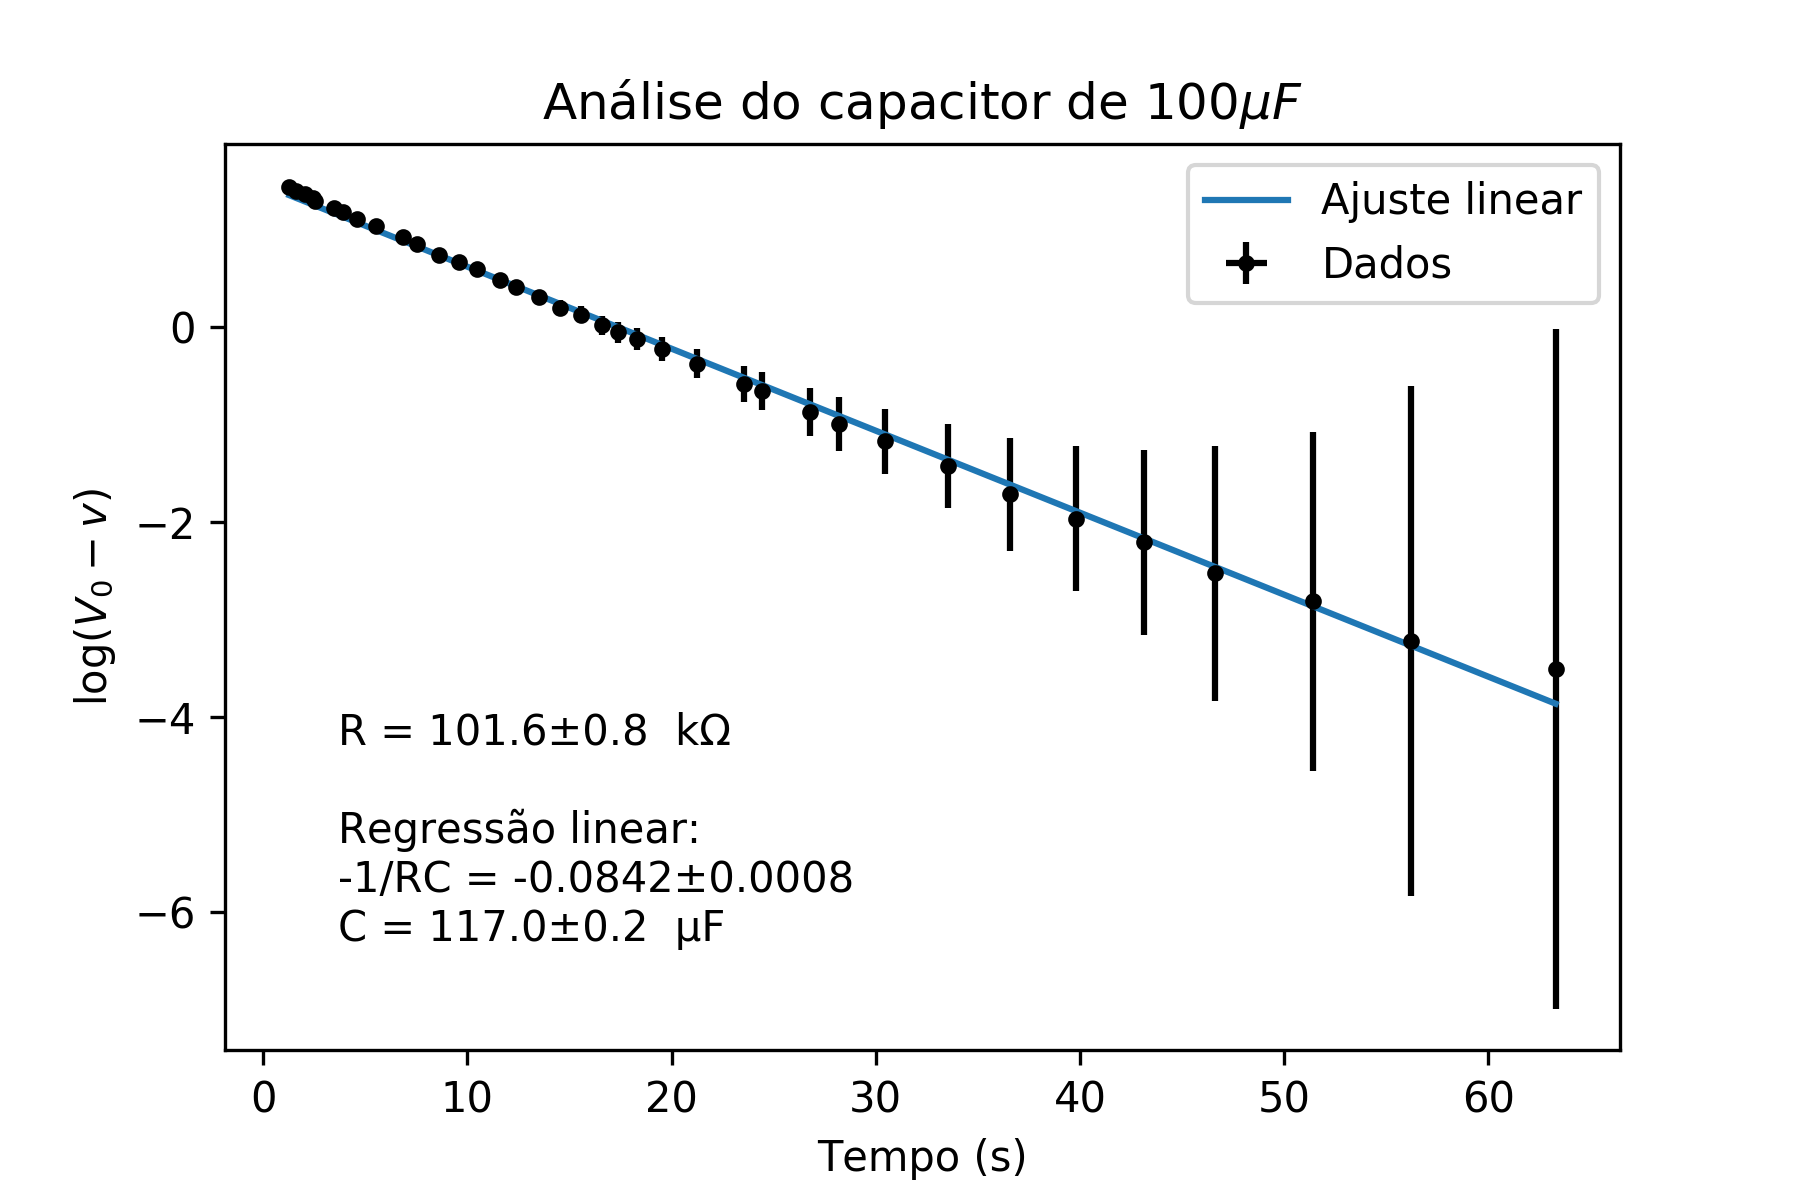 Análise do capacitor de 100μF
Ajuste linear
Dados
log(V₀ − v)
0
−2
−4
−6
R = 101.6±0.8 kΩ
Regressão linear:
-1/RC = -0.0842±0.0008
C = 117.0±0.2 μF
0 10 20 30 40 50 60
Tempo (s)